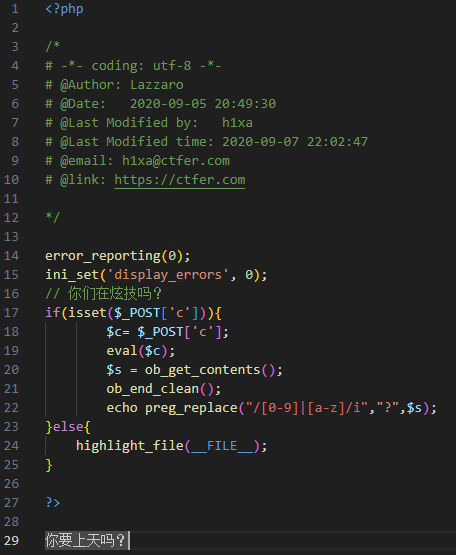 1 <?php
2
3 /*
4 # -*- coding: utf-8 -*-
5 # @Author: Lazzaro
6 # @Date:   2020-09-05 20:49:30
7 # @Last Modified by:   h1xa
8 # @Last Modified time: 2020-09-07 22:02:47
9 # @email: h1xa@ctfer.com
10 # @link: https://ctfer.com
11
12 */
13
14 error_reporting(0);
15 ini_set('display_errors', 0);
16 // 你们在炫技吗？
17 if(isset($_POST['c'])){
18         $c= $_POST['c'];
19         eval($c);
20         $s = ob_get_contents();
21         ob_end_clean();
22         echo preg_replace("/[0-9]|[a-z]/i","?",$s);
23 }else{
24     highlight_file(__FILE__);
25 }
26
27 ?>
28
29 你要上天吗？